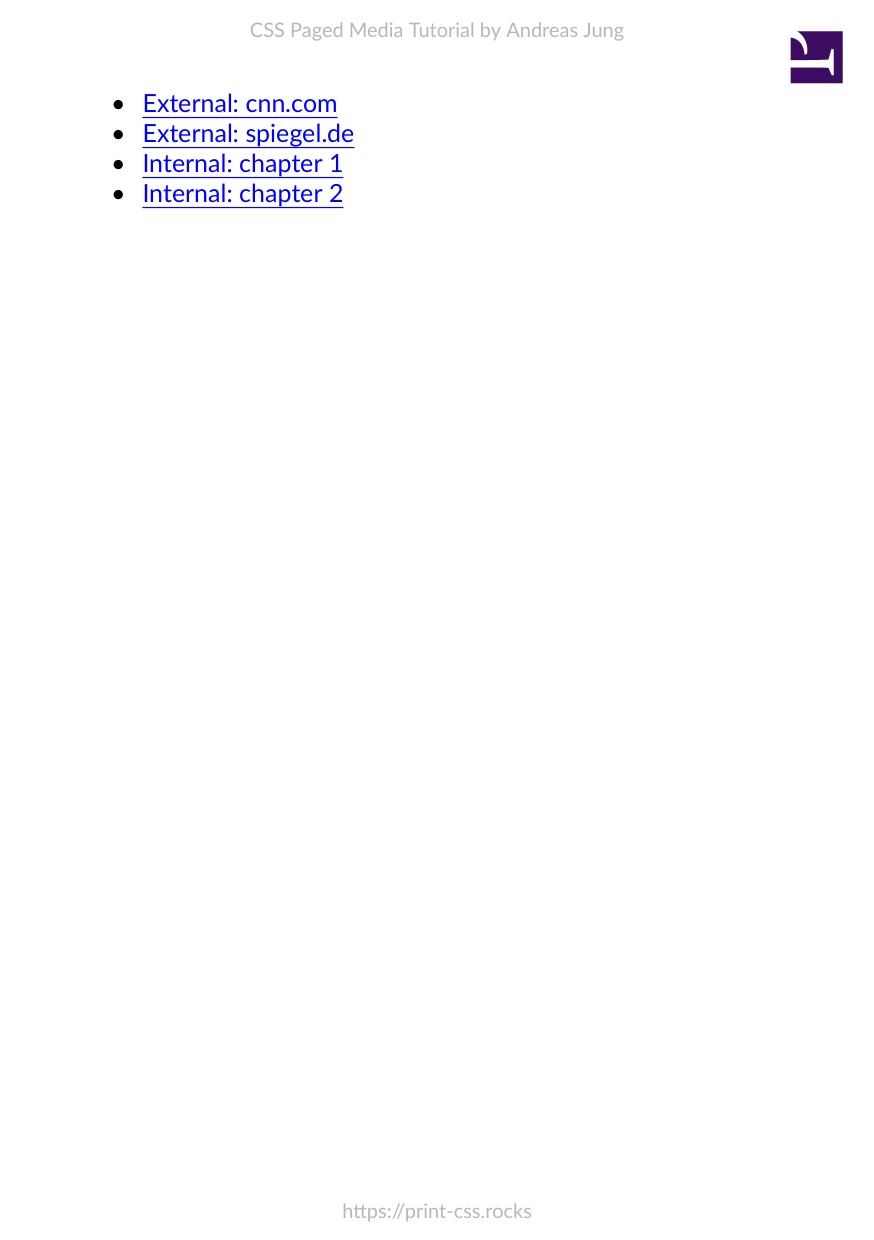 CSS Paged Media Tutorial by Andreas Jung
• External: cnn.com
• External: spiegel.de
• Internal: chapter 1
• Internal: chapter 2
https://print-css.rocks